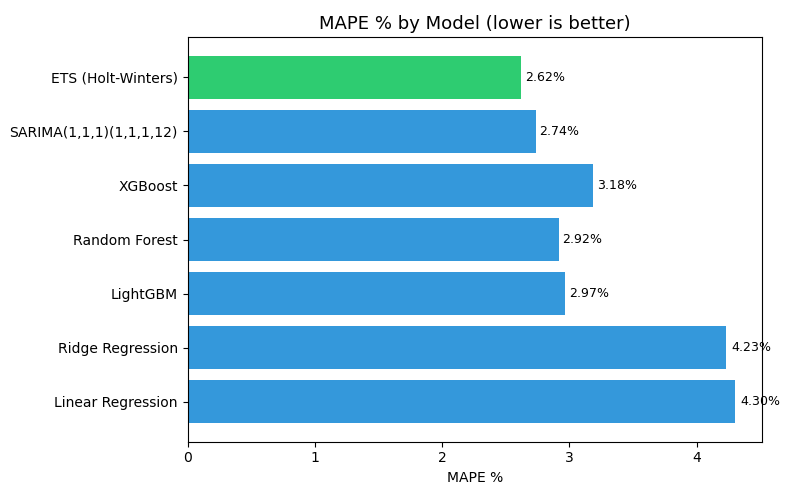 MAPE % by Model (lower is better)
ETS (Holt-Winters) 2.62%
SARIMA(1,1,1)(1,1,1,12) 2.74%
XGBoost 3.18%
Random Forest 2.92%
LightGBM 2.97%
Ridge Regression 4.23%
Linear Regression 4.30%
0 1 2 3 4
MAPE %